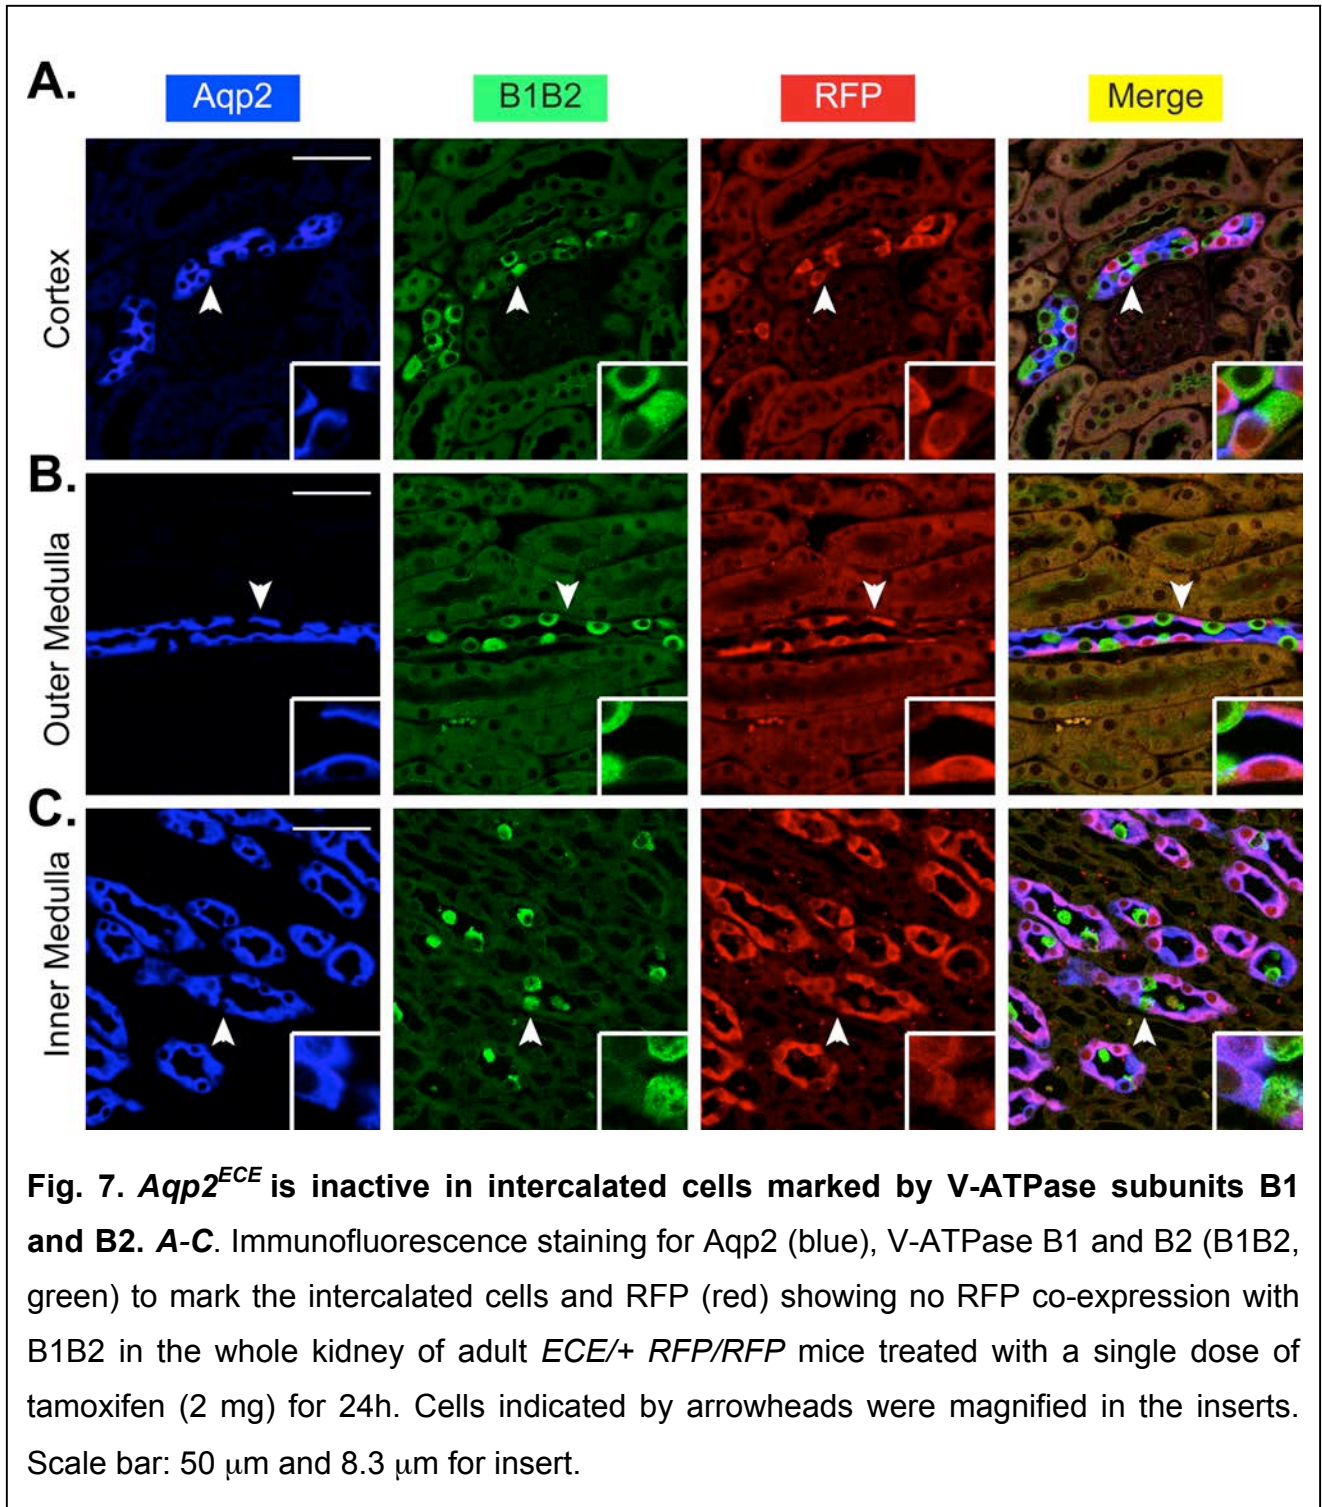 A.
Aqp2 B1B2 RFP Merge
Cortex
B.
Outer Medulla
C.
Inner Medulla
Fig. 7. Aqp2ᴱᶜᴱ is inactive in intercalated cells marked by V-ATPase subunits B1
and B2. A-C. Immunofluorescence staining for Aqp2 (blue), V-ATPase B1 and B2 (B1B2,
green) to mark the intercalated cells and RFP (red) showing no RFP co-expression with
B1B2 in the whole kidney of adult ECE/+ RFP/RFP mice treated with a single dose of
tamoxifen (2 mg) for 24h. Cells indicated by arrowheads were magnified in the inserts.
Scale bar: 50 μm and 8.3 μm for insert.